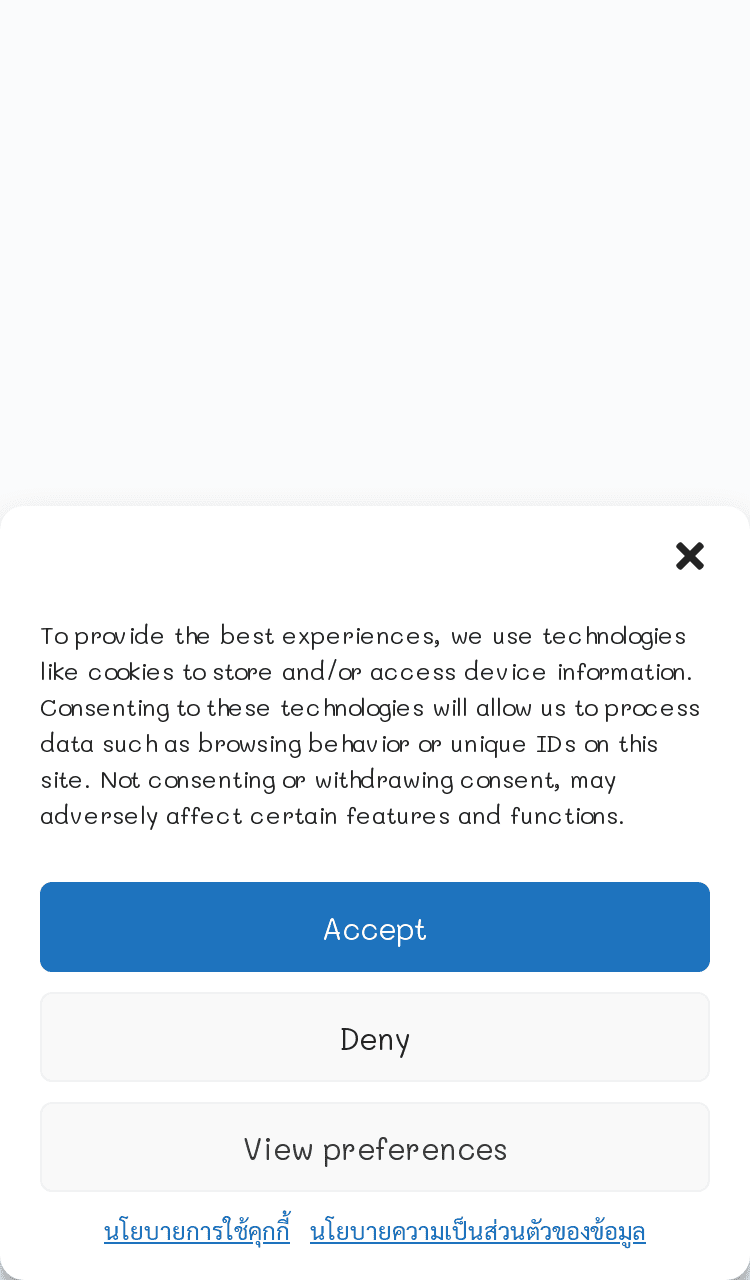 To provide the best experiences, we use technologies
like cookies to store and/or access device information.
Consenting to these technologies will allow us to process
data such as browsing behavior or unique IDs on this
site. Not consenting or withdrawing consent, may
adversely affect certain features and functions.
Accept
Deny
View preferences
นโยบายการใช้คุกกี้ นโยบายความเป็นส่วนตัวของข้อมูล